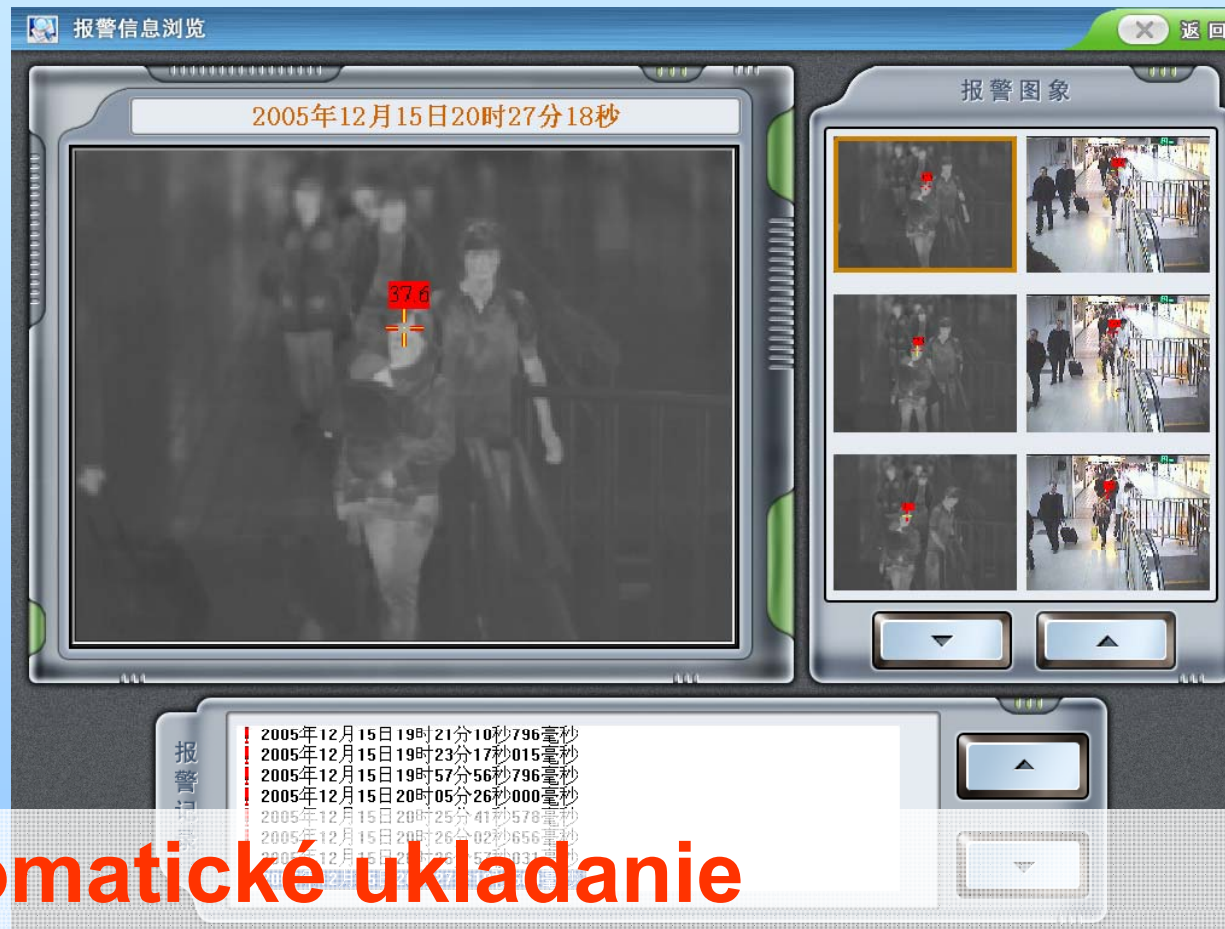 报警信息浏览
返回
报警图象
2005年12月15日20时27分18秒
37.6
报警记录
2005年12月15日19时21分10秒796毫秒
2005年12月15日19时23分17秒015毫秒
2005年12月15日19时57分56秒796毫秒
2005年12月15日20时05分26秒000毫秒
2005年12月15日20时25分41秒578毫秒
2005年12月15日20时26分02秒656毫秒
omatické ukladanie